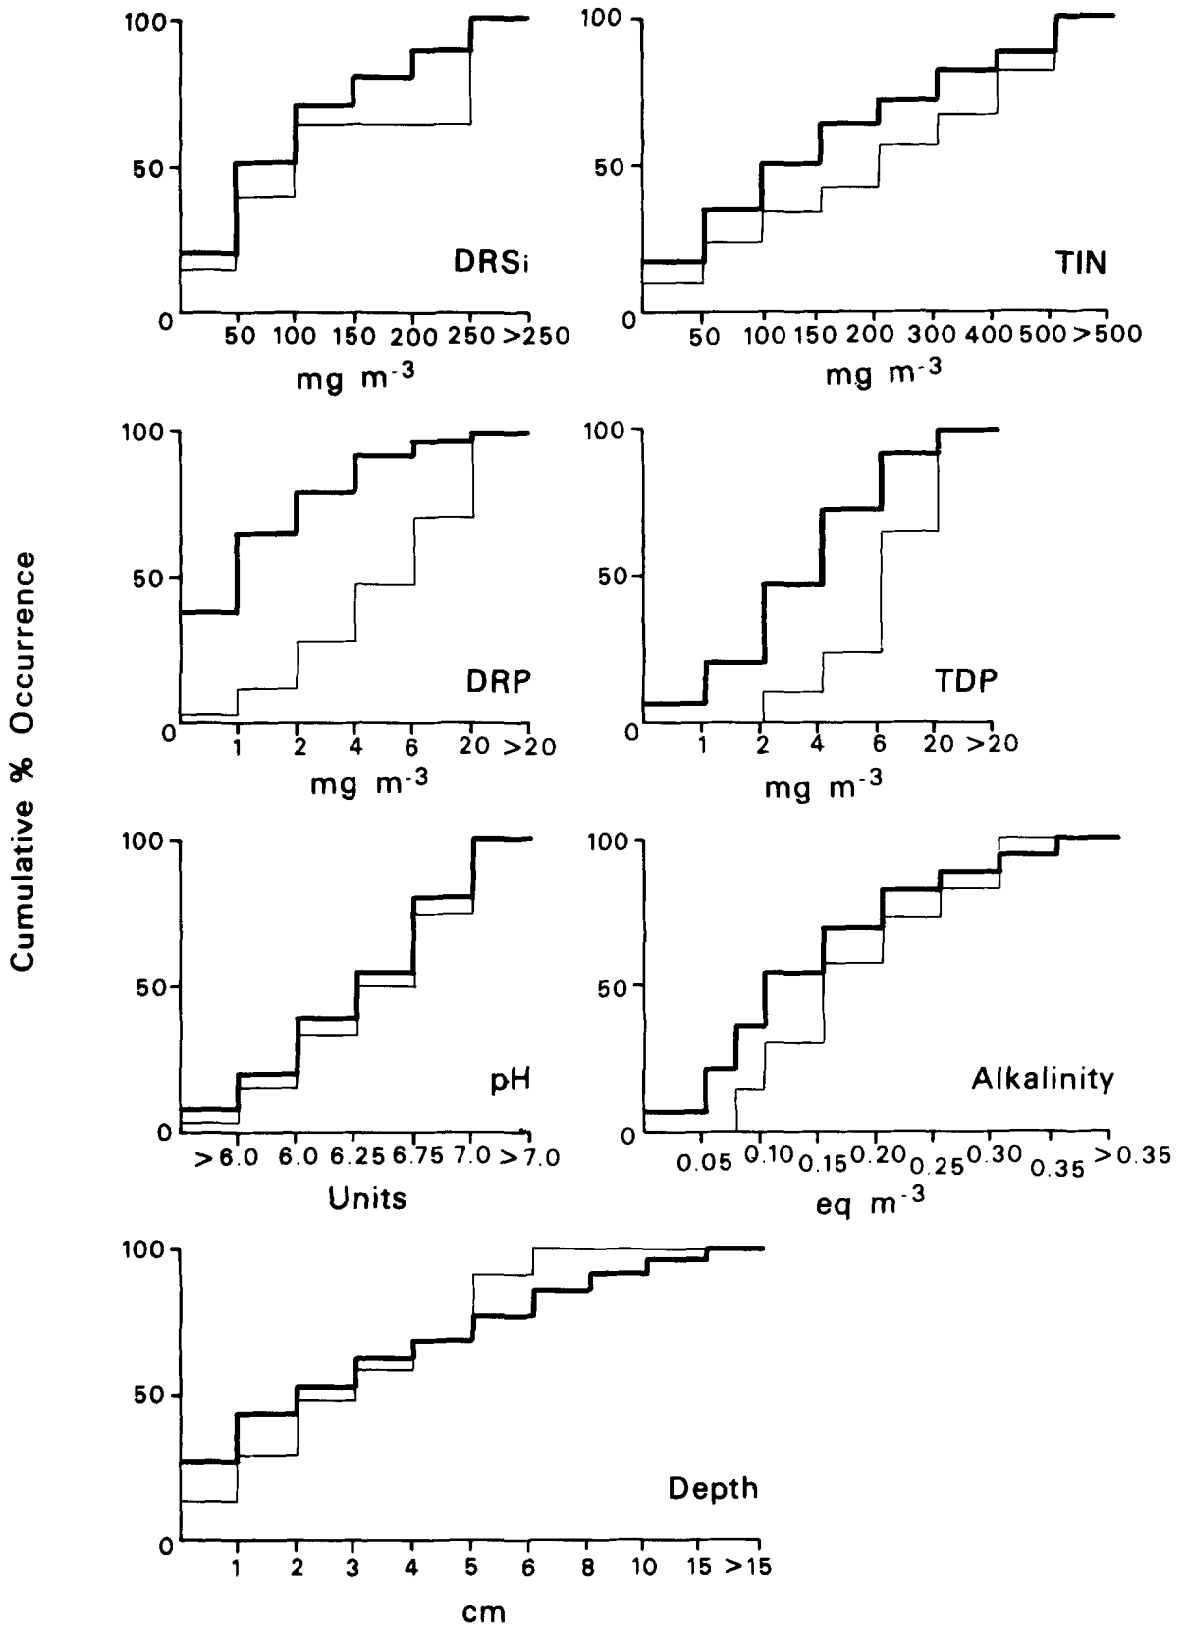 Cumulative % Occurrence
100
50
0
DRSi
50 100 150 200 250 >250
mg m-3
100
50
0
TIN
50 100 150 200 300 400 500 >500
mg m-3
100
50
0
DRP
1 2 4 6 20 >20
mg m-3
100
50
0
TDP
1 2 4 6 20 >20
mg m-3
100
50
0
pH
>6.0 6.0 6.25 6.75 7.0 >7.0
Units
100
50
0
Alkalinity
0.05 0.10 0.15 0.20 0.25 0.30 0.35 >0.35
eq m-3
100
50
0
Depth
1 2 3 4 5 6 8 10 15 >15
cm